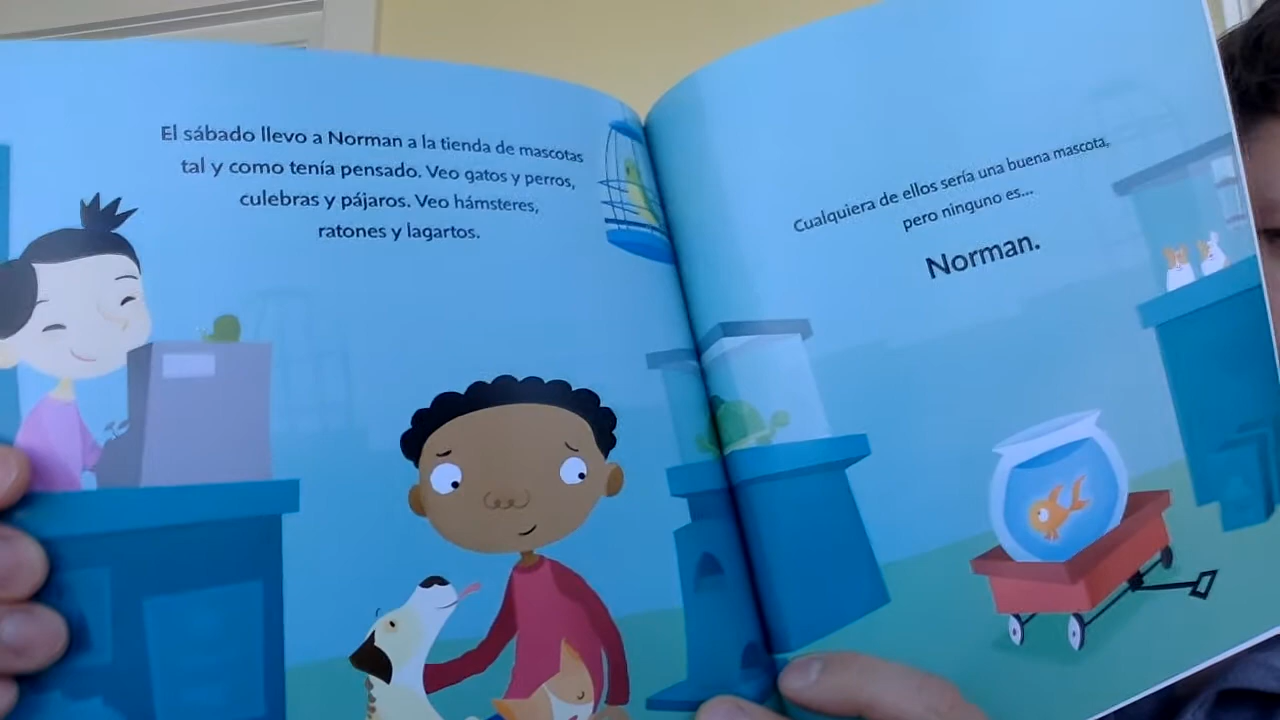 El sábado llevo a Norman a la tienda de mascotas
tal y como tenía pensado. Veo gatos y perros,
culebras y pájaros. Veo hámsteres,
ratones y lagartos.
Cualquiera de ellos sería una buena mascota,
pero ninguno es...
Norman.